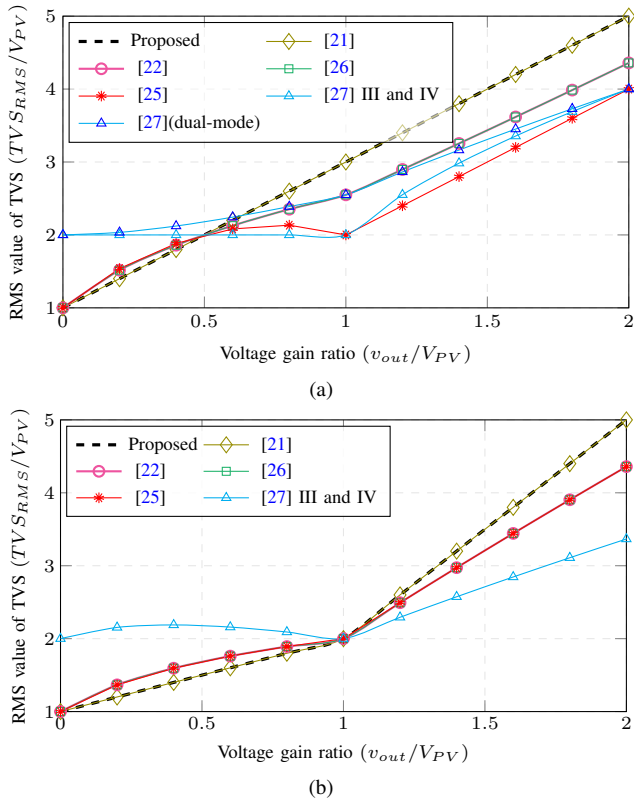 5
4
3
2
1
RMS value of TVS (TVS_RMS/V_PV)
Proposed
[21]
[22]
[26]
[25]
[27] III and IV
[27](dual-mode)
0 0.5 1 1.5 2
Voltage gain ratio (v_out/V_PV)
(a)
5
4
3
2
1
RMS value of TVS (TVS_RMS/V_PV)
Proposed
[21]
[22]
[26]
[25]
[27] III and IV
0 0.5 1 1.5 2
Voltage gain ratio (v_out/V_PV)
(b)